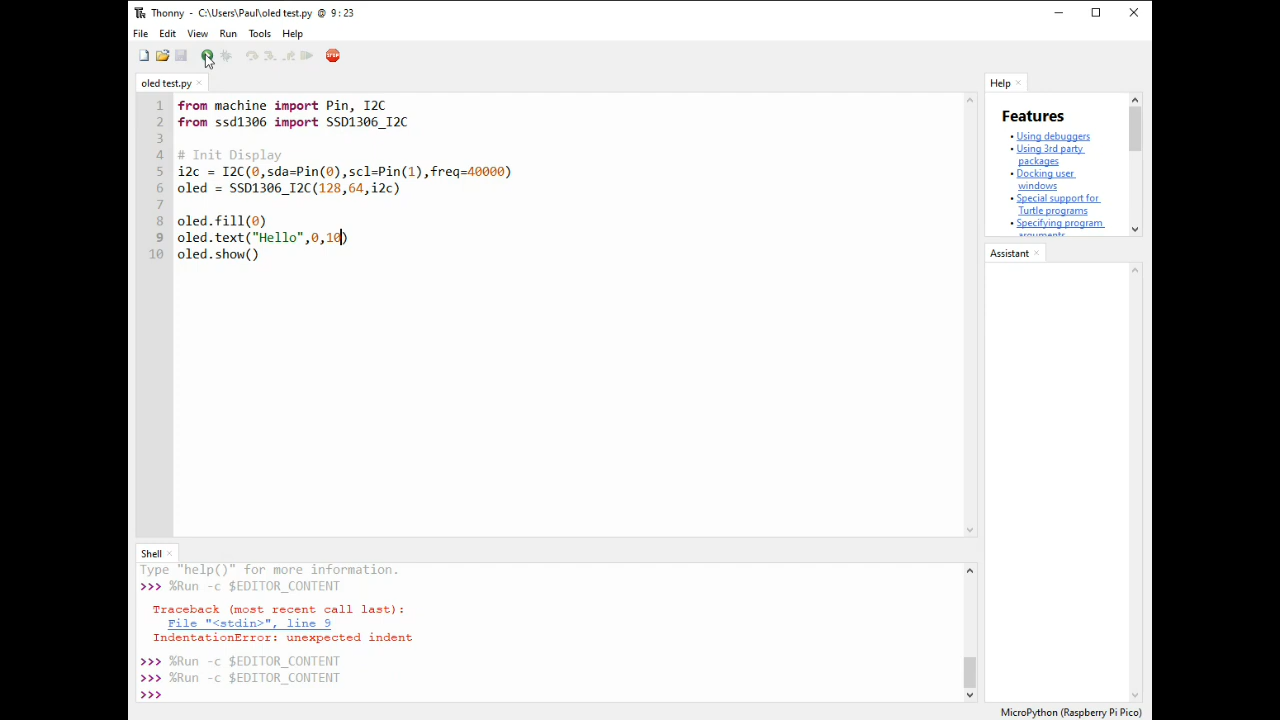 Thonny - C:\Users\Paul\oled test.py @ 9:23
File Edit View Run Tools Help
STOP
oled test.py
1 from machine import Pin, I2C
2 from ssd1306 import SSD1306_I2C
3
4 # Init Display
5 i2c = I2C(0,sda=Pin(0),scl=Pin(1),freq=40000)
6 oled = SSD1306_I2C(128,64,i2c)
7
8 oled.fill(0)
9 oled.text("Hello",0,10)
10 oled.show()
Help
Features
• Using debuggers
• Using 3rd party
packages
• Docking user
windows
• Special support for
Turtle programs
• Specifying program
arguments
Assistant
Shell
Type "help()" for more information.
>>> %Run -c $EDITOR_CONTENT
Traceback (most recent call last):
File "<stdin>", line 9
IndentationError: unexpected indent
>>> %Run -c $EDITOR_CONTENT
>>> %Run -c $EDITOR_CONTENT
>>>
MicroPython (Raspberry Pi Pico)